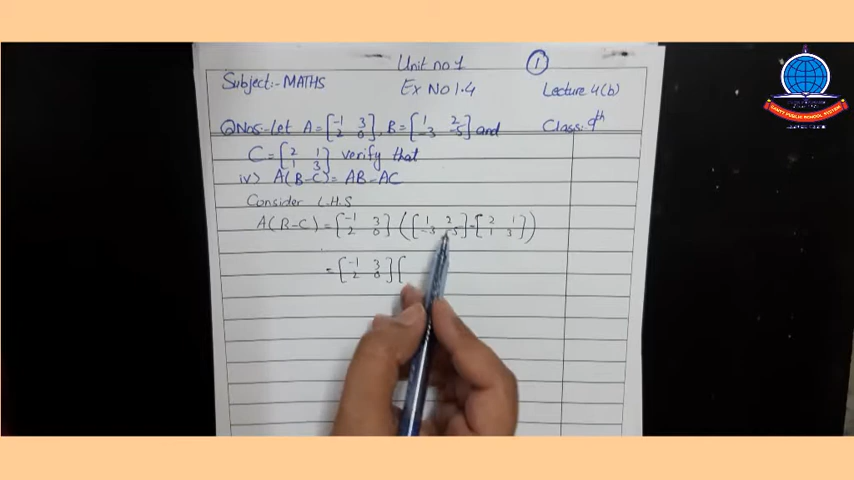 Unit no 1 ①
Subject:- MATHS Ex No 1.4 Lecture 4(b)
Q No5:- Let A = [-1 3; 2 0], B = [1 2; -3 -5] and Class: 9th
C = [2 1; 1 3] verify that
iv) A(B-C) = AB-AC
Consider L.H.S
A(B-C) = [-1 3; 2 0] ([1 2; -3 -5] - [2 1; 1 3])
= [-1 3; 2 0] [